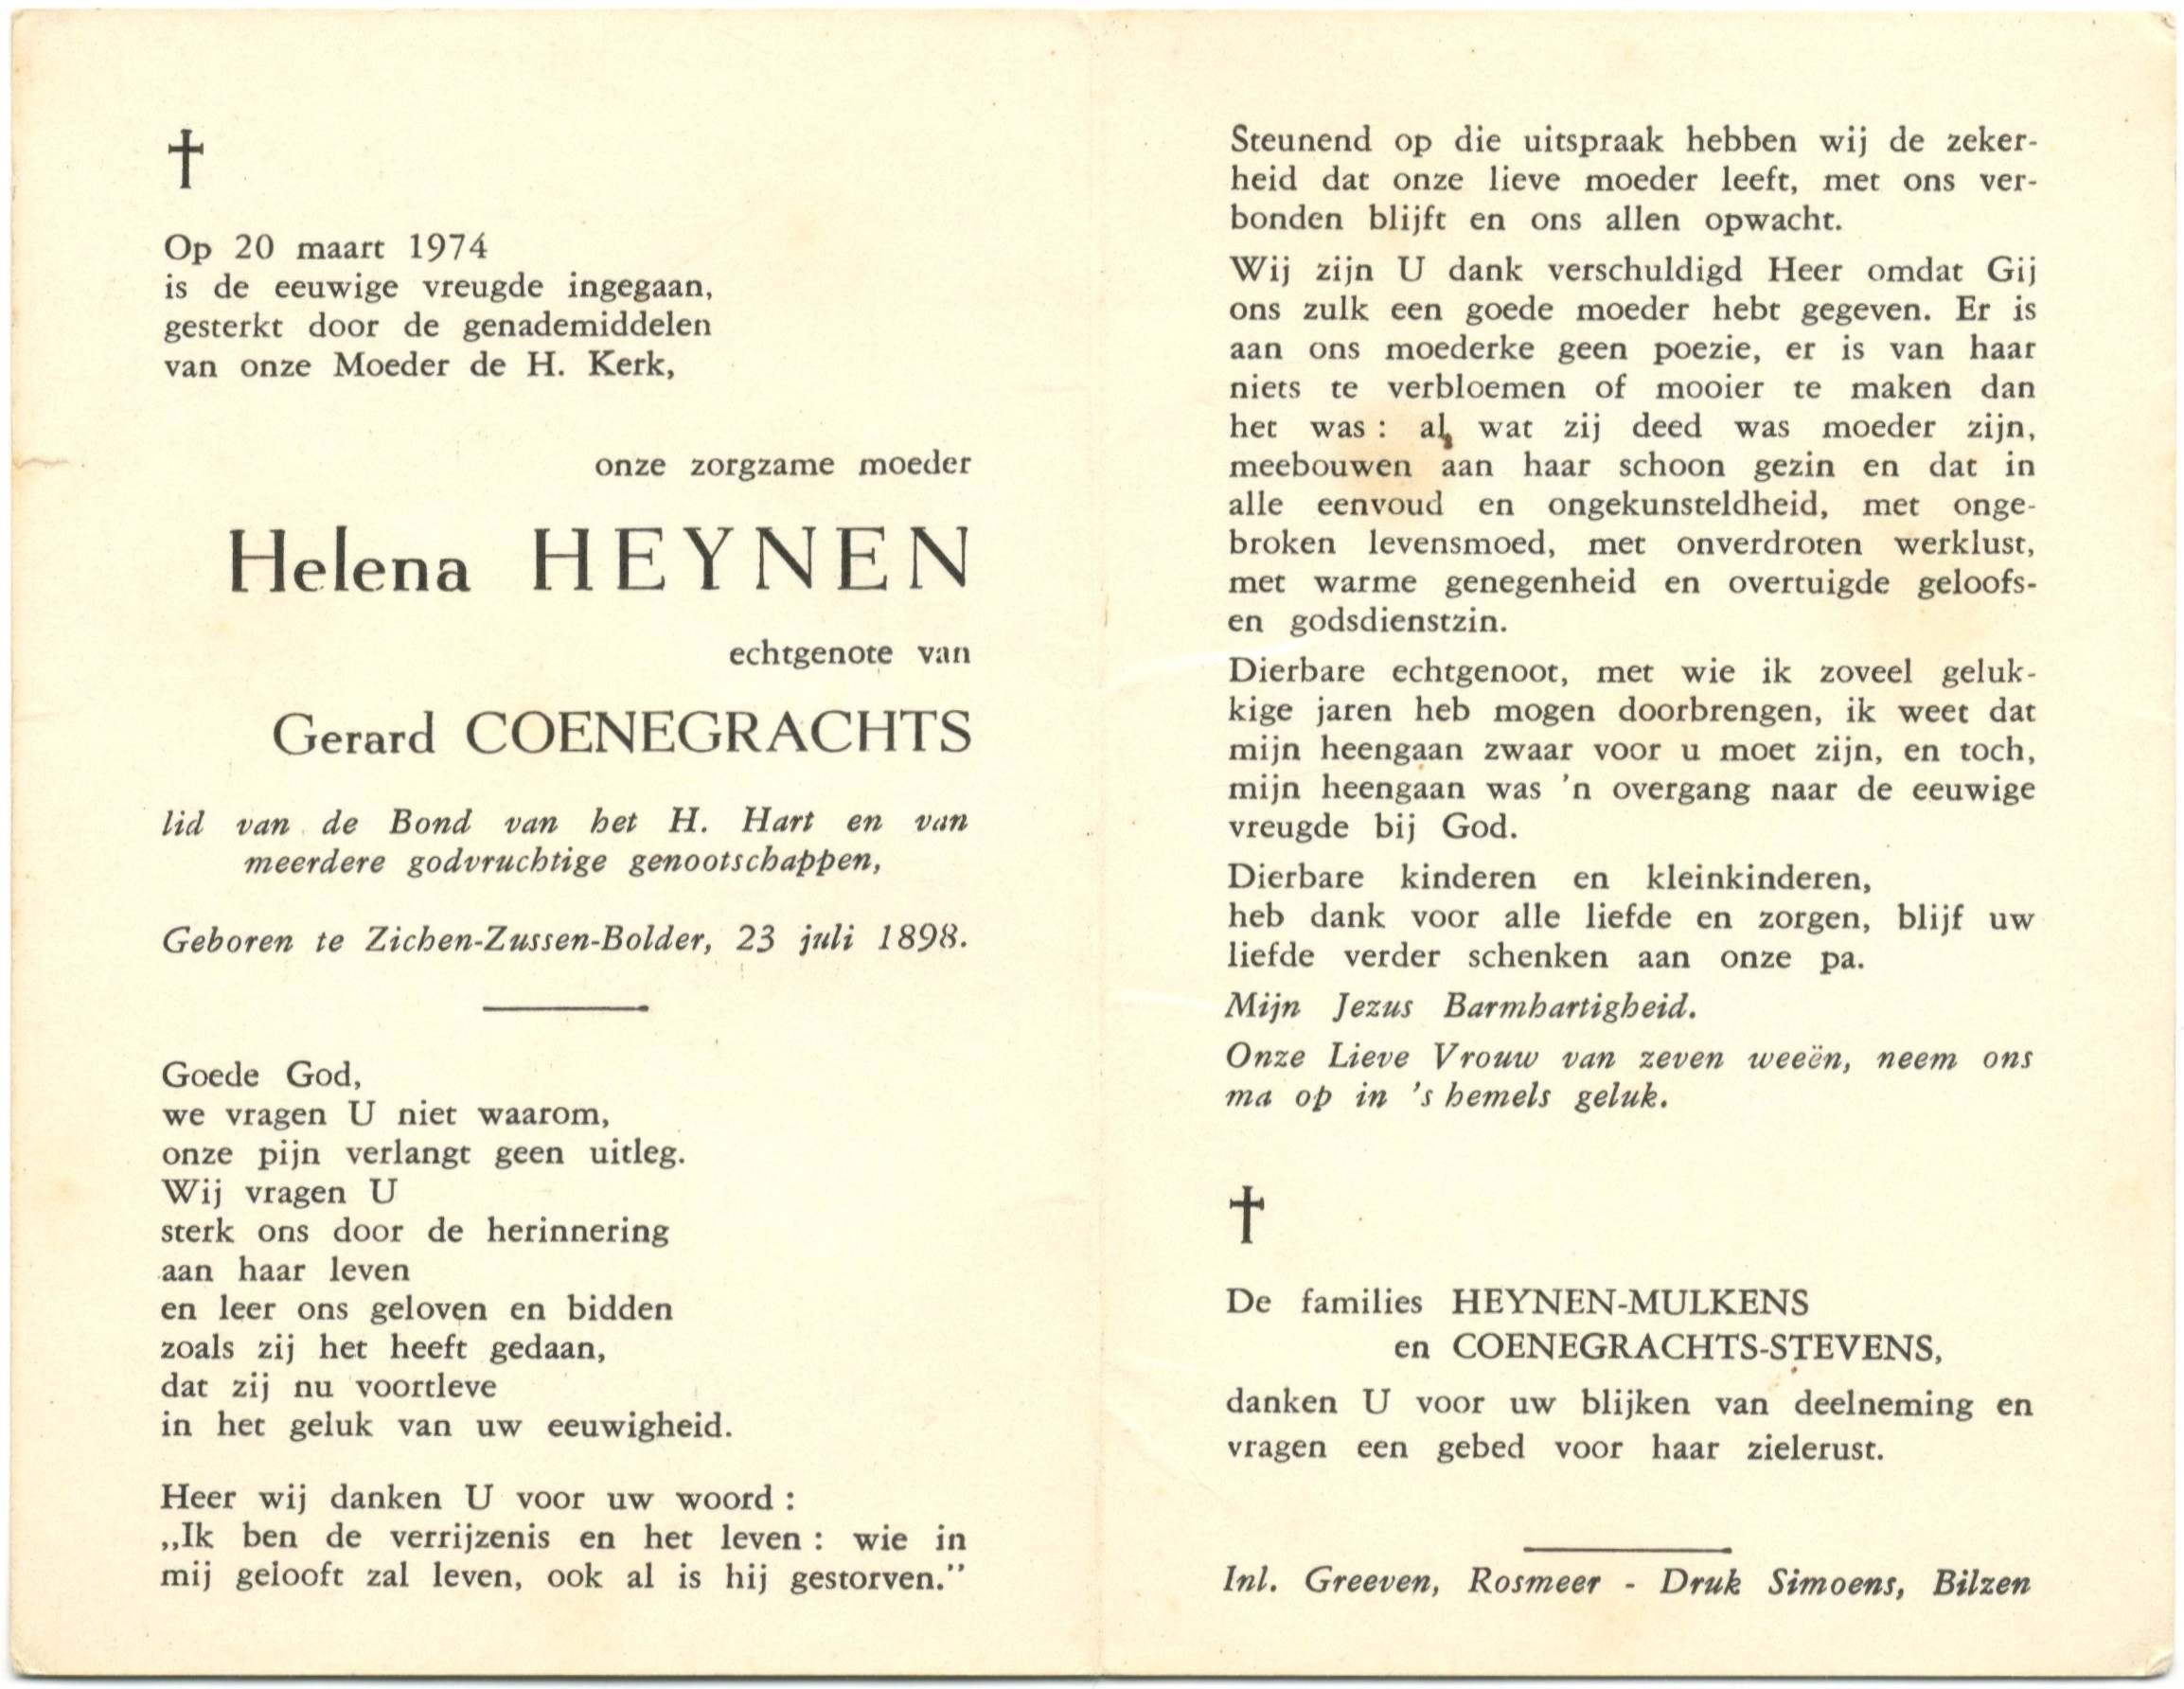 †
Op 20 maart 1974
is de eeuwige vreugde ingegaan,
gesterkt door de genademiddelen
van onze Moeder de H. Kerk,
onze zorgzame moeder
Helena HEYNEN
echtgenote van
Gerard COENEGRACHTS
lid van de Bond van het H. Hart en van
meerdere godvruchtige genootschappen,
Geboren te Zichen-Zussen-Bolder, 23 juli 1898.
Goede God,
we vragen U niet waarom,
onze pijn verlangt geen uitleg.
Wij vragen U
sterk ons door de herinnering
aan haar leven
en leer ons geloven en bidden
zoals zij het heeft gedaan,
dat zij nu voortleve
in het geluk van uw eeuwigheid.
Heer wij danken U voor uw woord :
„Ik ben de verrijzenis en het leven : wie in
mij gelooft zal leven, ook al is hij gestorven.”
Steunend op die uitspraak hebben wij de zeker-
heid dat onze lieve moeder leeft, met ons ver-
bonden blijft en ons allen opwacht.
Wij zijn U dank verschuldigd Heer omdat Gij
ons zulk een goede moeder hebt gegeven. Er is
aan ons moederke geen poezie, er is van haar
niets te verbloemen of mooier te maken dan
het was : al, wat zij deed was moeder zijn,
meebouwen aan haar schoon gezin en dat in
alle eenvoud en ongekunsteldheid, met onge-
broken levensmoed, met onverdroten werklust,
met warme genegenheid en overtuigde geloofs-
en godsdienstzin.
Dierbare echtgenoot, met wie ik zoveel geluk-
kige jaren heb mogen doorbrengen, ik weet dat
mijn heengaan zwaar voor u moet zijn, en toch,
mijn heengaan was 'n overgang naar de eeuwige
vreugde bij God.
Dierbare kinderen en kleinkinderen,
heb dank voor alle liefde en zorgen, blijf uw
liefde verder schenken aan onze pa.
Mijn Jezus Barmhartigheid.
Onze Lieve Vrouw van zeven weeën, neem ons
ma op in 's hemels geluk.
†
De families HEYNEN-MULKENS
en COENEGRACHTS-STEVENS,
danken U voor uw blijken van deelneming en
vragen een gebed voor haar zielerust.
Inl. Greeven, Rosmeer - Druk Simoens, Bilzen